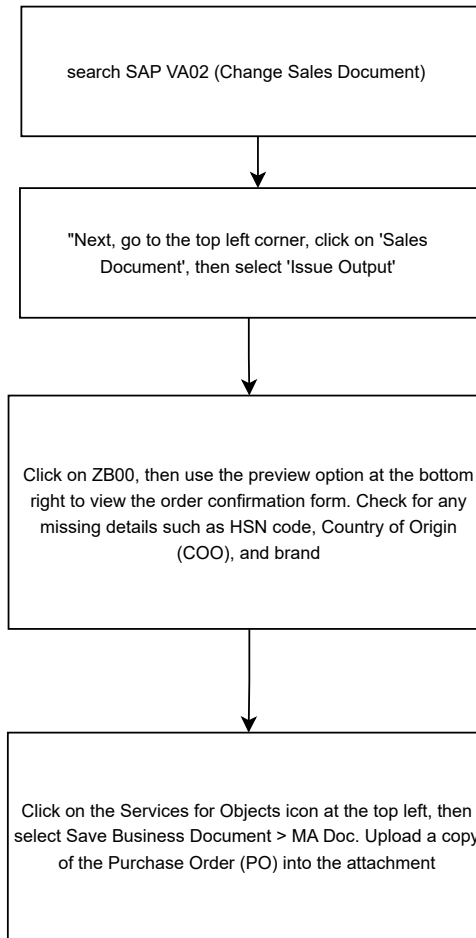 search SAP VA02 (Change Sales Document)
"Next, go to the top left corner, click on 'Sales
Document', then select 'Issue Output'
Click on ZB00, then use the preview option at the bottom
right to view the order confirmation form. Check for any
missing details such as HSN code, Country of Origin
(COO), and brand
Click on the Services for Objects icon at the top left, then
select Save Business Document > MA Doc. Upload a copy
of the Purchase Order (PO) into the attachment